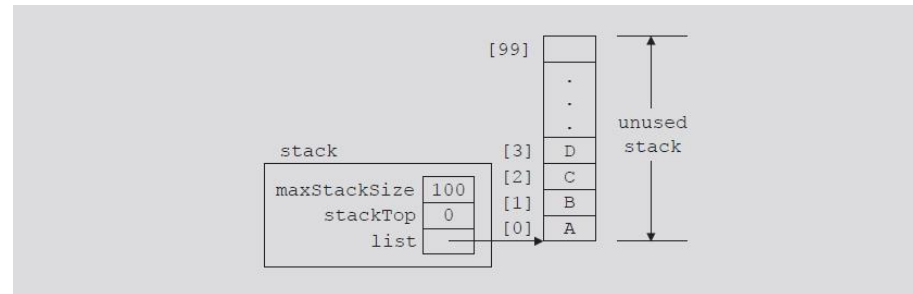 [99]
.
.
.
unused
stack
stack
[3] D
[2] C
maxStackSize 100
[1] B
stackTop 0
[0] A
list